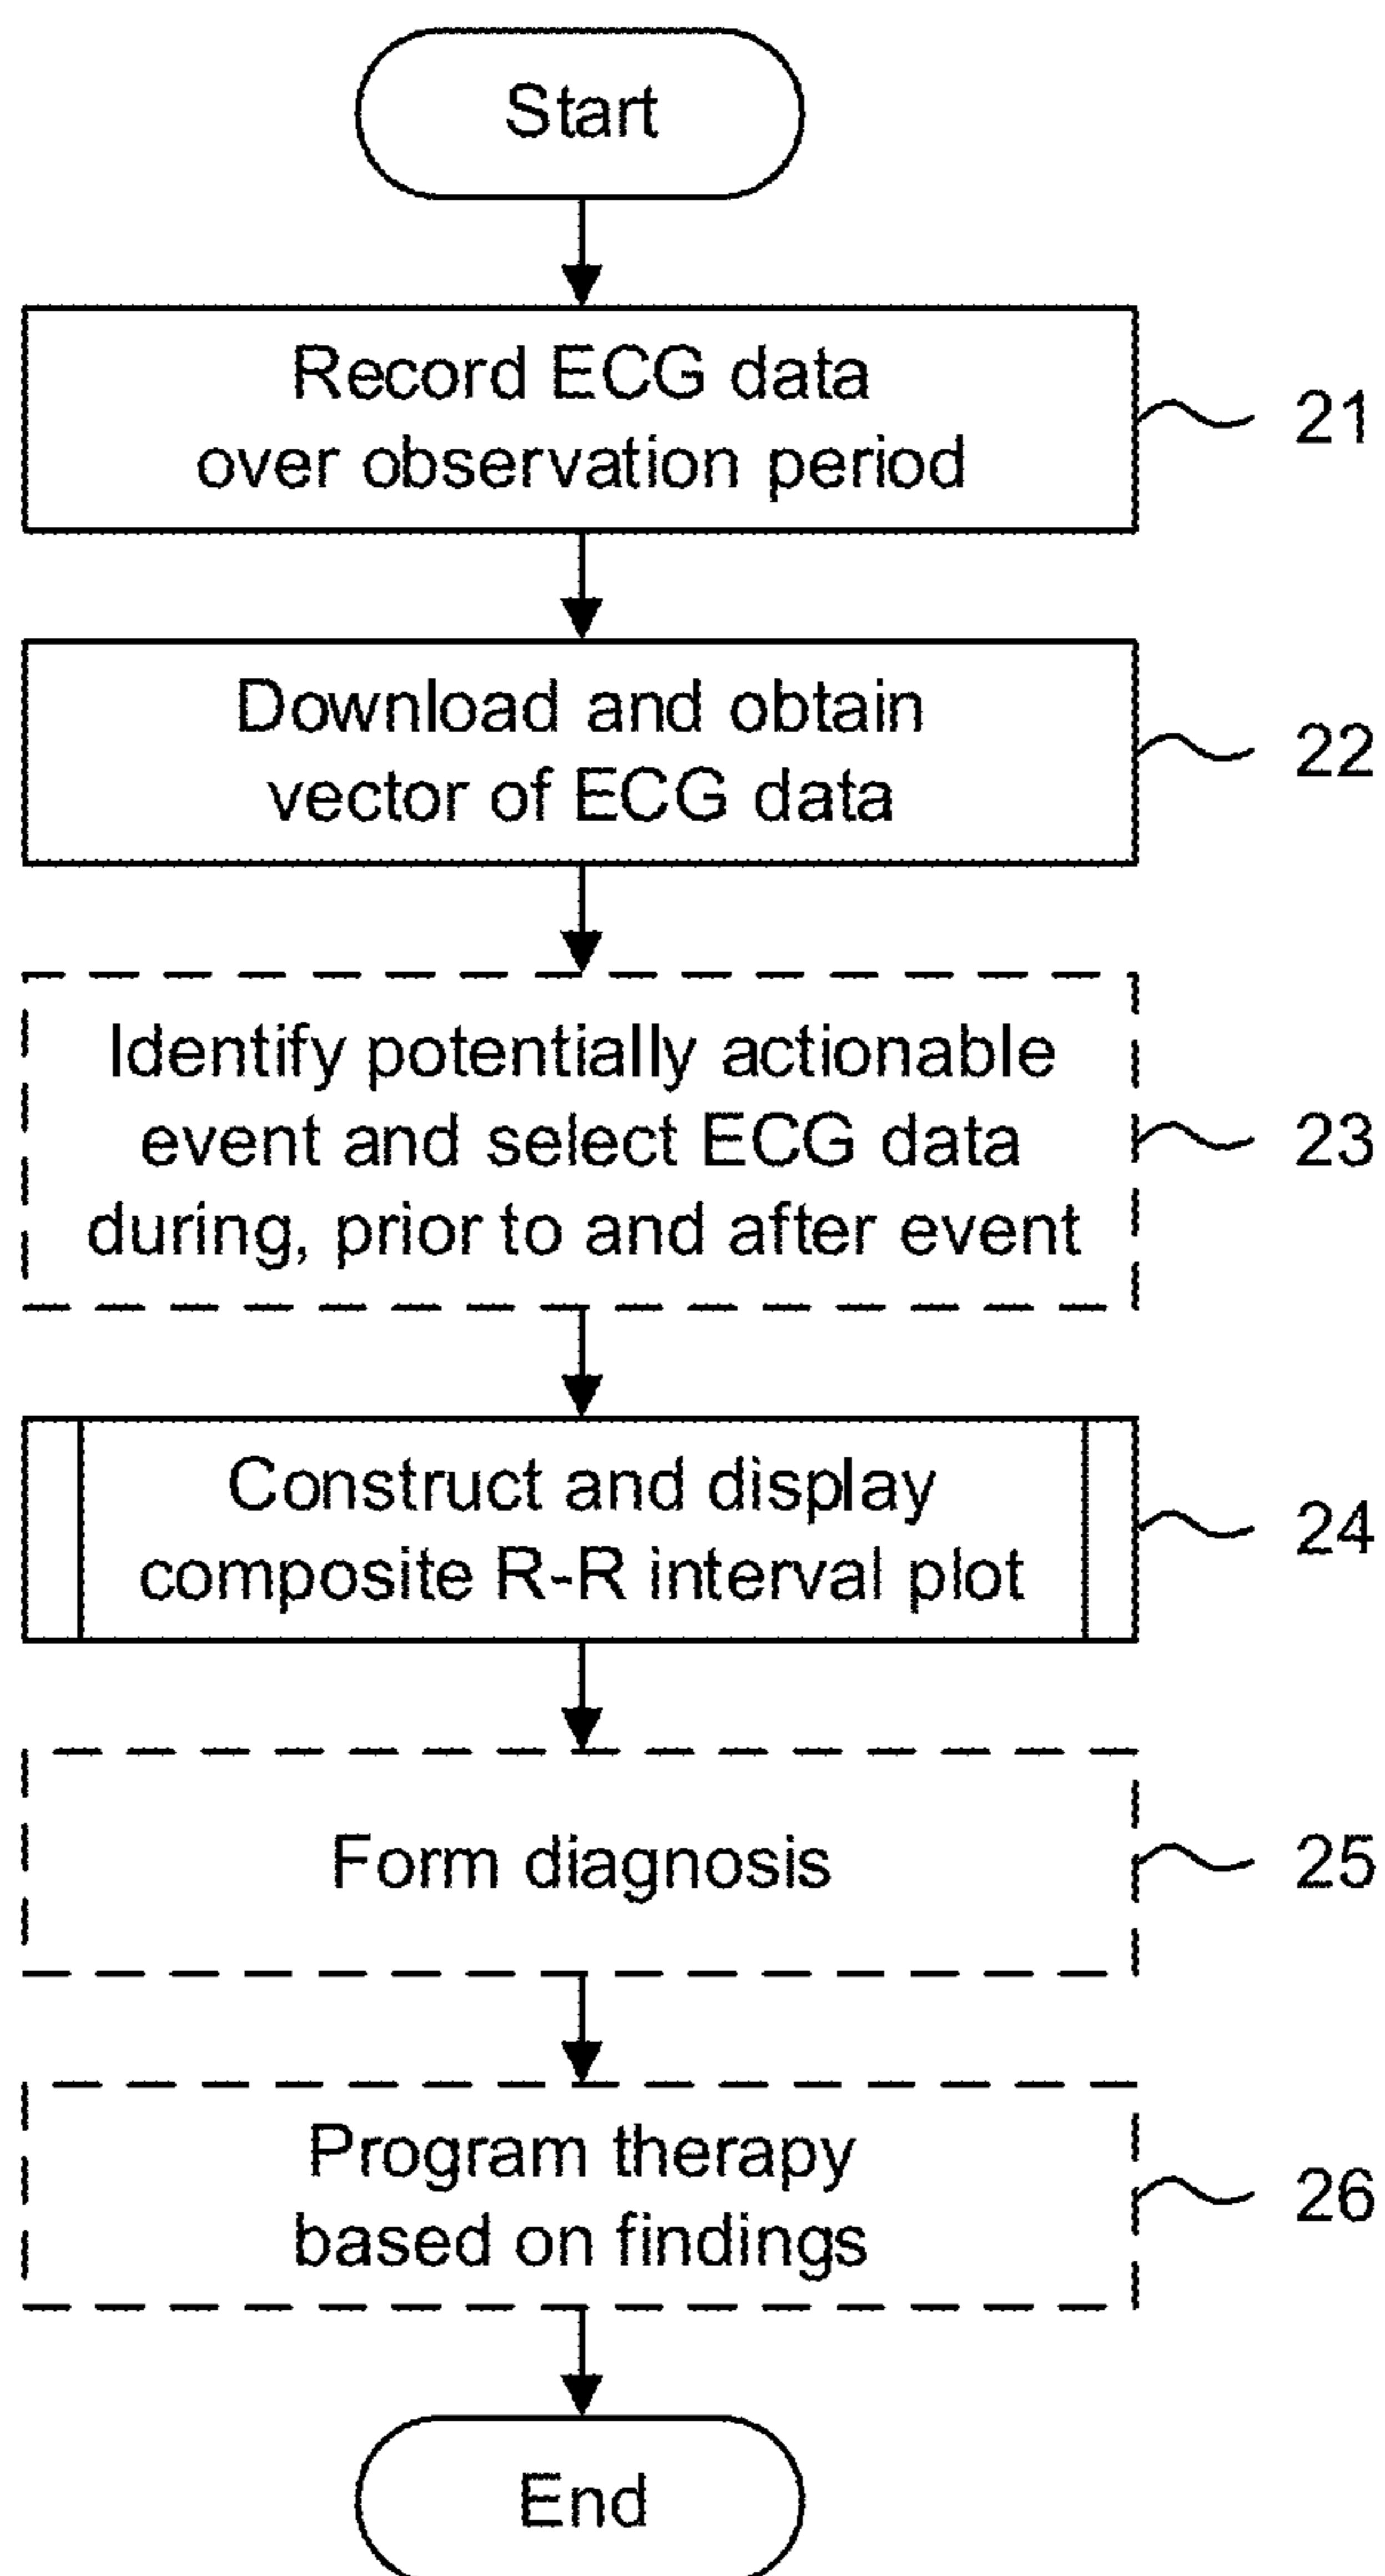 Start
Record ECG data
over observation period
21
Download and obtain
vector of ECG data
22
Identify potentially actionable
event and select ECG data
during, prior to and after event
23
Construct and display
composite R-R interval plot
24
Form diagnosis
25
Program therapy
based on findings
26
End